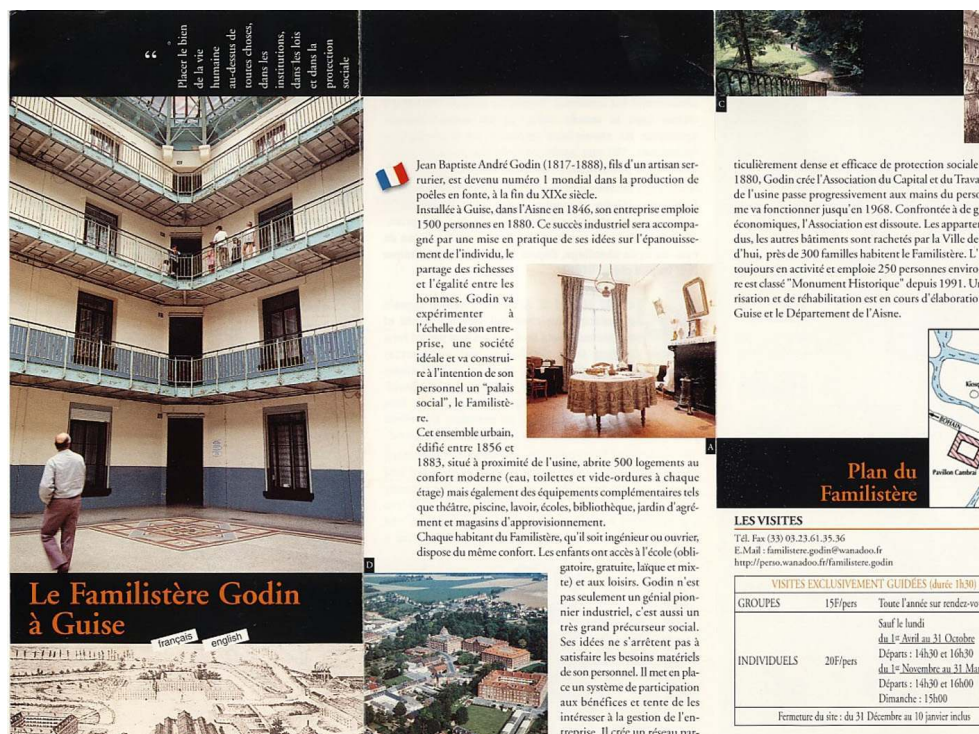 “
Placer le bien
de la vie
humaine
au-dessus de
toutes choses,
dans les
institutions,
dans les lois
et dans la
protection
sociale
Le Familistère Godin
à Guise
français
english
Jean Baptiste André Godin (1817-1888), fils d'un artisan ser-
rurier, est devenu numéro 1 mondial dans la production de
poêles en fonte, à la fin du XIXe siècle.
Installée à Guise, dans l'Aisne en 1846, son entreprise emploie
1500 personnes en 1880. Ce succès industriel sera accompa-
gné par une mise en pratique de ses idées sur l'épanouisse-
ment de l'individu, le
partage des richesses
et l'égalité entre les
hommes. Godin va
expérimenter à
l'échelle de son entre-
prise, une société
idéale et va construi-
re à l'intention de son
personnel un "palais
social", le Familistè-
re.
Cet ensemble urbain,
édifié entre 1856 et
1883, situé à proximité de l'usine, abrite 500 logements au
confort moderne (eau, toilettes et vide-ordures à chaque
étage) mais également des équipements complémentaires tels
que théâtre, piscine, lavoir, écoles, bibliothèque, jardin d'agré-
ment et magasins d'approvisionnement.
Chaque habitant du Familistère, qu'il soit ingénieur ou ouvrier,
dispose du même confort. Les enfants ont accès à l'école (obli-
gatoire, gratuite, laïque et mix-
te) et aux loisirs. Godin n'est
pas seulement un génial pion-
nier industriel, c'est aussi un
très grand précurseur social.
Ses idées ne s'arrêtent pas à
satisfaire les besoins matériels
de son personnel. Il met en pla-
ce un système de participation
aux bénéfices et tente de les
intéresser à la gestion de l'en-
treprise. Il crée un réseau par-
A
D
C
ticulièrement dense et efficace de protection sociale
1880, Godin crée l'Association du Capital et du Trava
de l'usine passe progressivement aux mains du perso
me va fonctionner jusqu'en 1968. Confrontée à de g
économiques, l'Association est dissoute. Les apparte
dus, les autres bâtiments sont rachetés par la Ville de
d'hui, près de 300 familles habitent le Familistère. L'
toujours en activité et emploie 250 personnes enviro
re est classé "Monument Historique" depuis 1991. Un
risation et de réhabilitation est en cours d'élaboratio
Guise et le Département de l'Aisne.
Kiosq
BOHAIN
Pavillon Cambrai
Plan du
Familistère
LES VISITES
Tél. Fax (33) 03.23.61.35.36
E.Mail : familistere.godin@wanadoo.fr
http://perso.wanadoo.fr/familistere.godin
VISITES EXCLUSIVEMENT GUIDÉES (durée 1h30)
GROUPES 15F/pers Toute l'année sur rendez-vo
INDIVIDUELS 20F/pers
Sauf le lundi
du 1er Avril au 31 Octobre
Départs : 14h30 et 16h30
du 1er Novembre au 31 Mar
Départs : 14h30 et 16h00
Dimanche : 15h00
Fermeture du site : du 31 Décembre au 10 janvier inclus